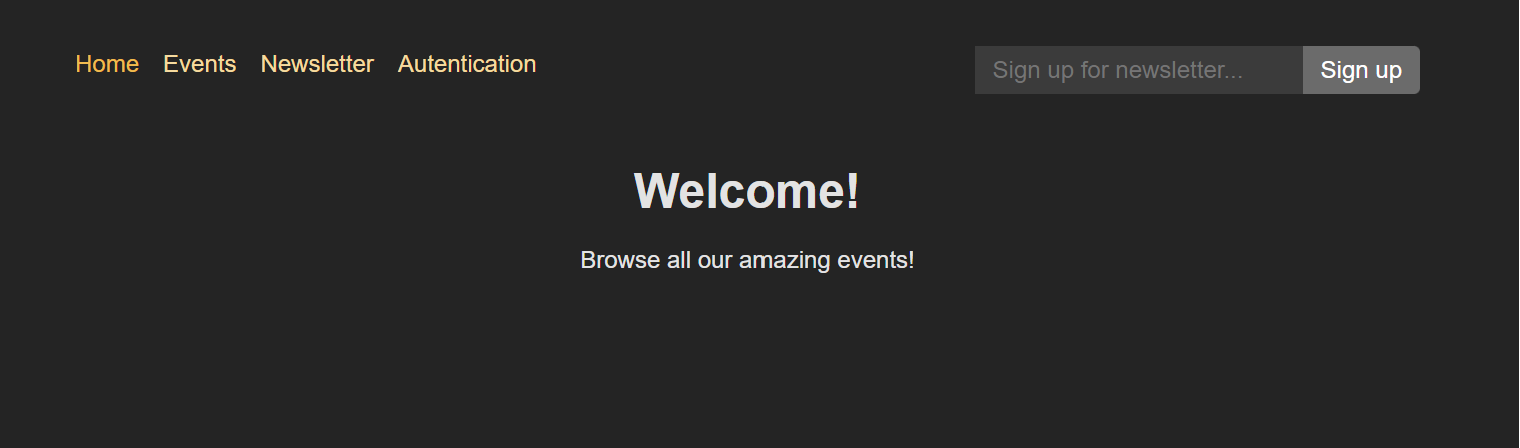 Home Events Newsletter Autentication
Sign up for newsletter... Sign up
Welcome!
Browse all our amazing events!